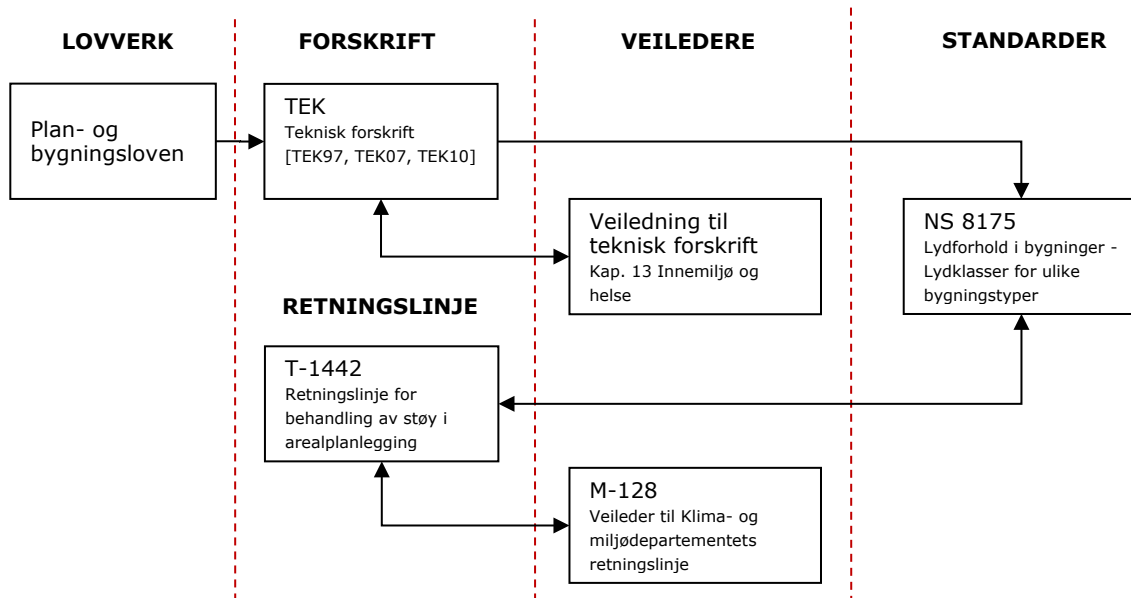 LOVVERK
FORSKRIFT
VEILEDERE
STANDARDER
Plan- og
bygningsloven
TEK
Teknisk forskrift
[TEK97, TEK07, TEK10]
Veiledning til
teknisk forskrift
Kap. 13 Innemiljø og
helse
NS 8175
Lydforhold i bygninger -
Lydklasser for ulike
bygningstyper
RETNINGSLINJE
T-1442
Retningslinje for
behandling av støy i
arealplanlegging
M-128
Veileder til Klima- og
miljødepartementets
retningslinje